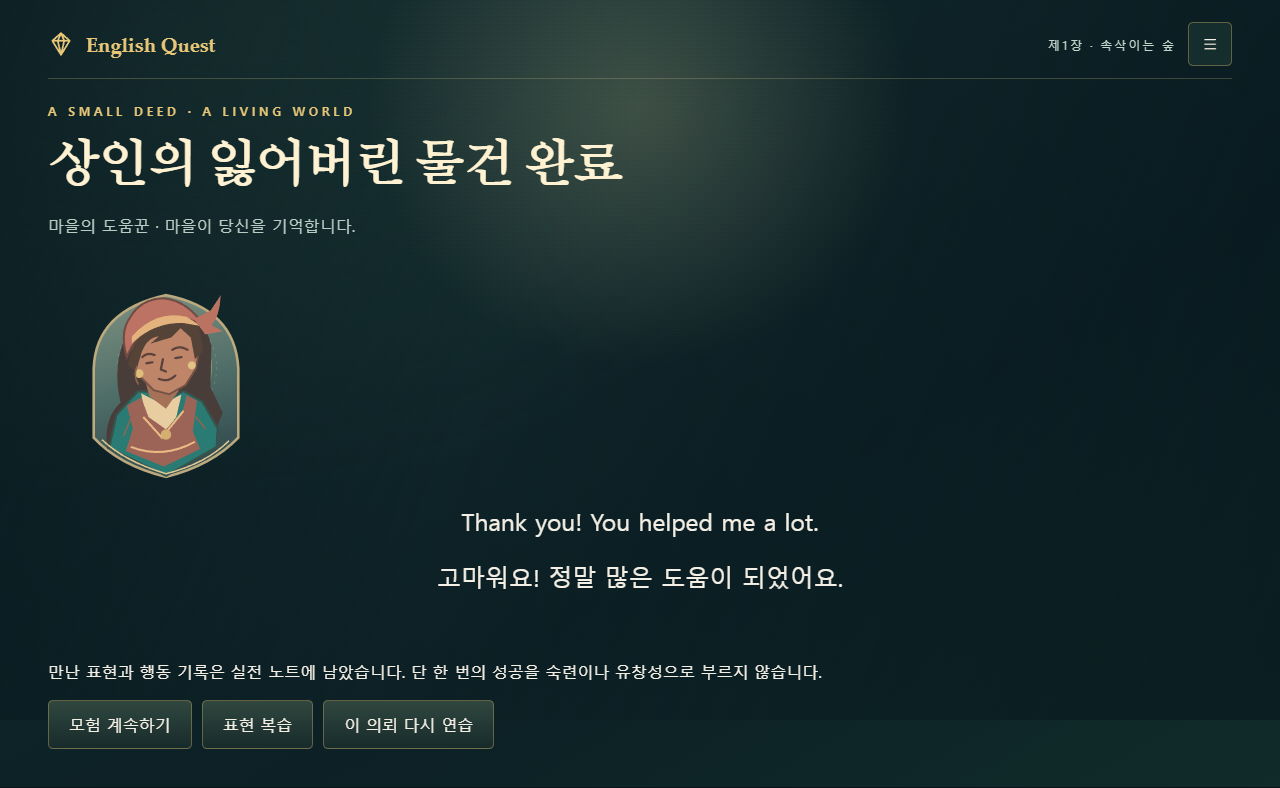 English Quest
제1장 · 속삭이는 숲
A SMALL DEED · A LIVING WORLD
상인의 잃어버린 물건 완료
마을의 도움꾼 · 마을이 당신을 기억합니다.
Thank you! You helped me a lot.
고마워요! 정말 많은 도움이 되었어요.
만난 표현과 행동 기록은 실전 노트에 남았습니다. 단 한 번의 성공을 숙련이나 유창성으로 부르지 않습니다.
모험 계속하기
표현 복습
이 의뢰 다시 연습